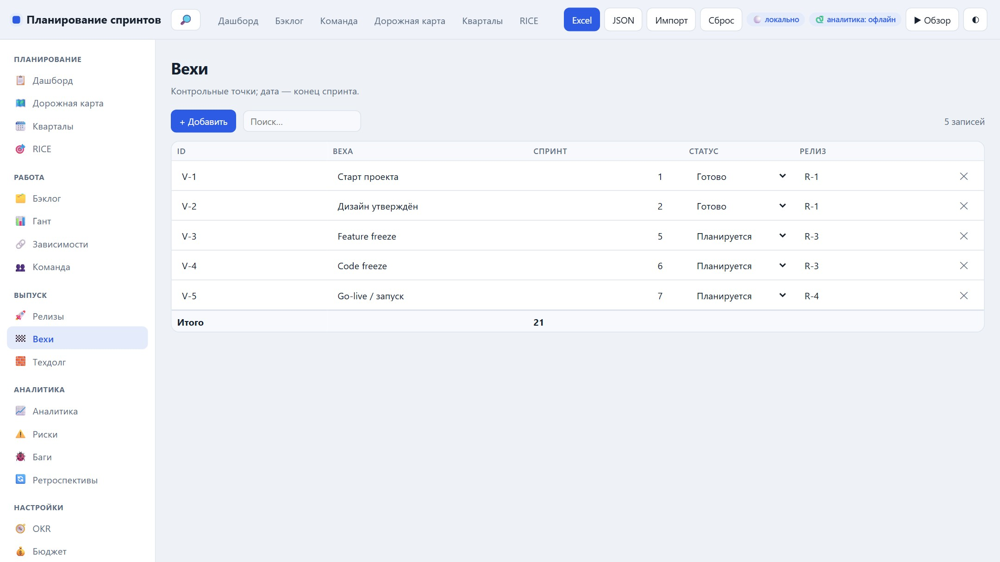 Планирование спринтов
Дашборд Бэклог Команда Дорожная карта Кварталы RICE
Excel JSON Импорт Сброс локально аналитика: офлайн ▶ Обзор
ПЛАНИРОВАНИЕ
Дашборд
Дорожная карта
Кварталы
RICE
РАБОТА
Бэклог
Гант
Зависимости
Команда
ВЫПУСК
Релизы
Вехи
Техдолг
АНАЛИТИКА
Аналитика
Риски
Баги
Ретроспективы
НАСТРОЙКИ
OKR
Бюджет
Вехи
Контрольные точки; дата — конец спринта.
+ Добавить Поиск... 5 записей
ID ВЕХА СПРИНТ СТАТУС РЕЛИЗ
V-1 Старт проекта 1 Готово R-1
V-2 Дизайн утверждён 2 Готово R-1
V-3 Feature freeze 5 Планируется R-3
V-4 Code freeze 6 Планируется R-3
V-5 Go-live / запуск 7 Планируется R-4
Итого 21